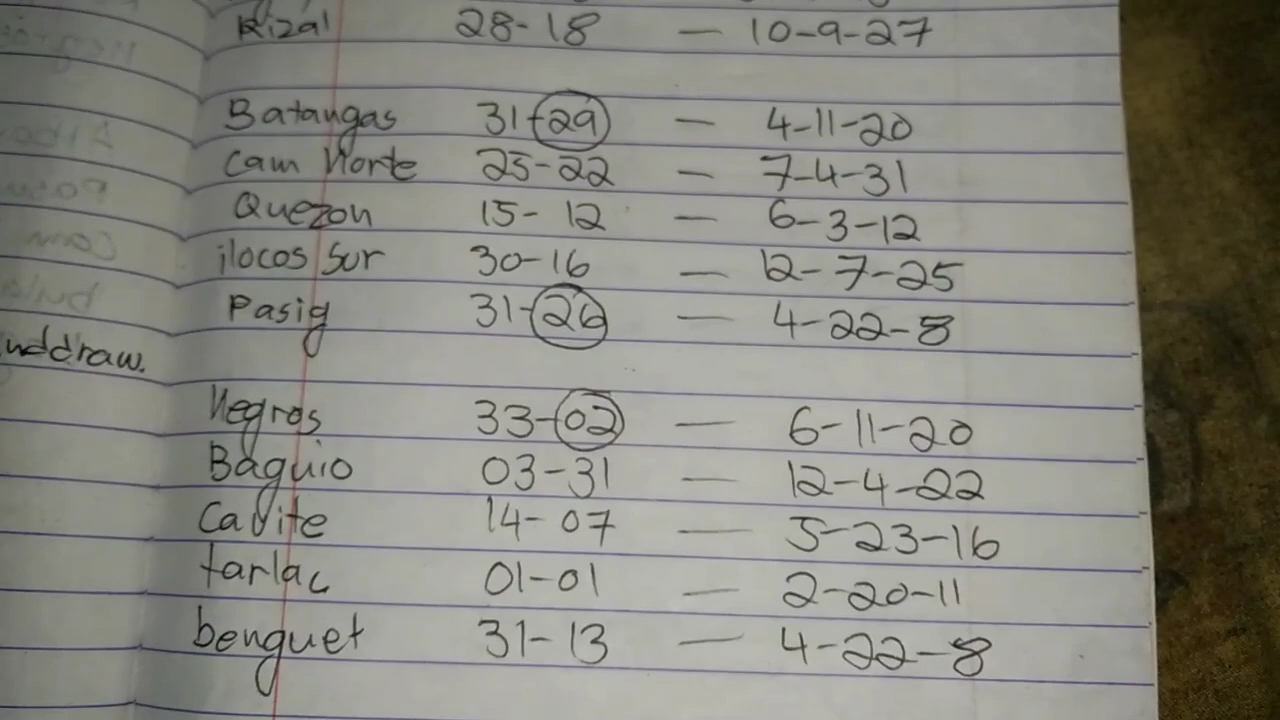 Rizal 28-18 — 10-9-27
Batangas 31-29 — 4-11-20
Cam Norte 25-22 — 7-4-31
Quezon 15-12 — 6-3-12
ilocos Sur 30-16 — 12-7-25
Pasig 31-26 — 4-22-8
nddraw.
Negros 33-02 — 6-11-20
Baguio 03-31 — 12-4-22
Cavite 14-07 — 5-23-16
tarlac 01-01 — 2-20-11
benguet 31-13 — 4-22-8